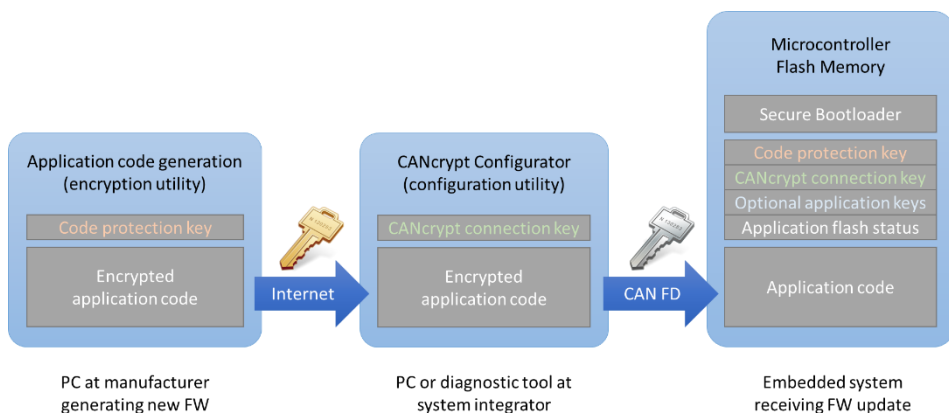 Application code generation
(encryption utility)
Code protection key
Encrypted
application code
Internet
CANcrypt Configurator
(configuration utility)
CANcrypt connection key
Encrypted
application code
CAN FD
Microcontroller
Flash Memory
Secure Bootloader
Code protection key
CANcrypt connection key
Optional application keys
Application flash status
Application code
PC at manufacturer
generating new FW
PC or diagnostic tool at
system integrator
Embedded system
receiving FW update